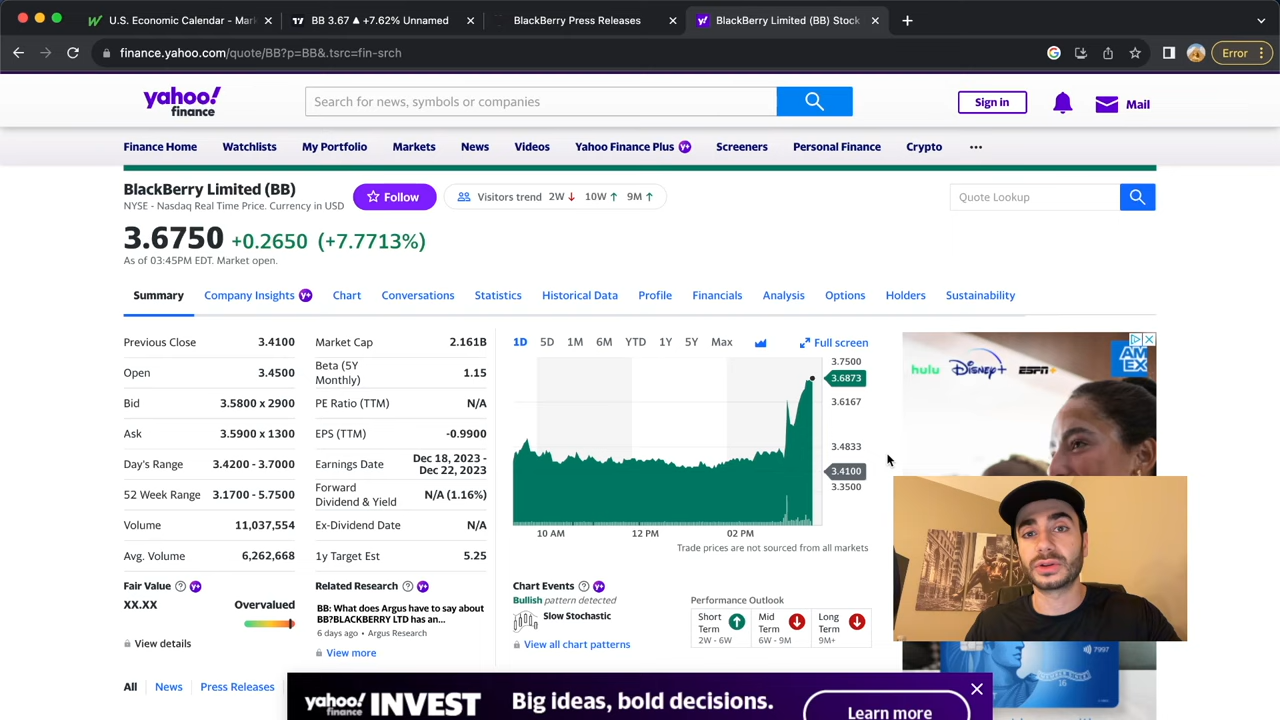 U.S. Economic Calendar - Mar
BB 3.67 ▲ +7.62% Unnamed
BlackBerry Press Releases
BlackBerry Limited (BB) Stock
finance.yahoo.com/quote/BB?p=BB&.tsrc=fin-srch
Error
yahoo!
finance
Search for news, symbols or companies
Sign in
Mail
Finance Home
Watchlists
My Portfolio
Markets
News
Videos
Yahoo Finance Plus
Screeners
Personal Finance
Crypto
BlackBerry Limited (BB)
NYSE - Nasdaq Real Time Price. Currency in USD
Follow
Visitors trend 2W ↓ 10W ↑ 9M ↑
Quote Lookup
3.6750 +0.2650 (+7.7713%)
As of 03:45PM EDT. Market open.
Summary
Company Insights
Chart
Conversations
Statistics
Historical Data
Profile
Financials
Analysis
Options
Holders
Sustainability
Previous Close 3.4100
Open 3.4500
Bid 3.5800 x 2900
Ask 3.5900 x 1300
Day's Range 3.4200 - 3.7000
52 Week Range 3.1700 - 5.7500
Volume 11,037,554
Avg. Volume 6,262,668
Market Cap 2.161B
Beta (5Y
Monthly) 1.15
PE Ratio (TTM) N/A
EPS (TTM) -0.9900
Earnings Date Dec 18, 2023 -
Dec 22, 2023
Forward
Dividend & Yield N/A (1.16%)
Ex-Dividend Date N/A
1y Target Est 5.25
1D 5D 1M 6M YTD 1Y 5Y Max
Full screen
3.7500
3.6873
3.6167
3.4833
3.4100
3.3500
10 AM 12 PM 02 PM
Trade prices are not sourced from all markets
hulu Disney+ ESPN+
AM
EX
Fair Value
XX.XX Overvalued
View details
Related Research
BB: What does Argus have to say about
BB?BLACKBERRY LTD has an...
6 days ago • Argus Research
View more
Chart Events
Bullish pattern detected
Slow Stochastic
View all chart patterns
Performance Outlook
Short
Term
2W - 6W
Mid
Term
6W - 9M
Long
Term
9M+
All
News
Press Releases
yahoo!
finance
INVEST
Big ideas, bold decisions.
Learn more
7997